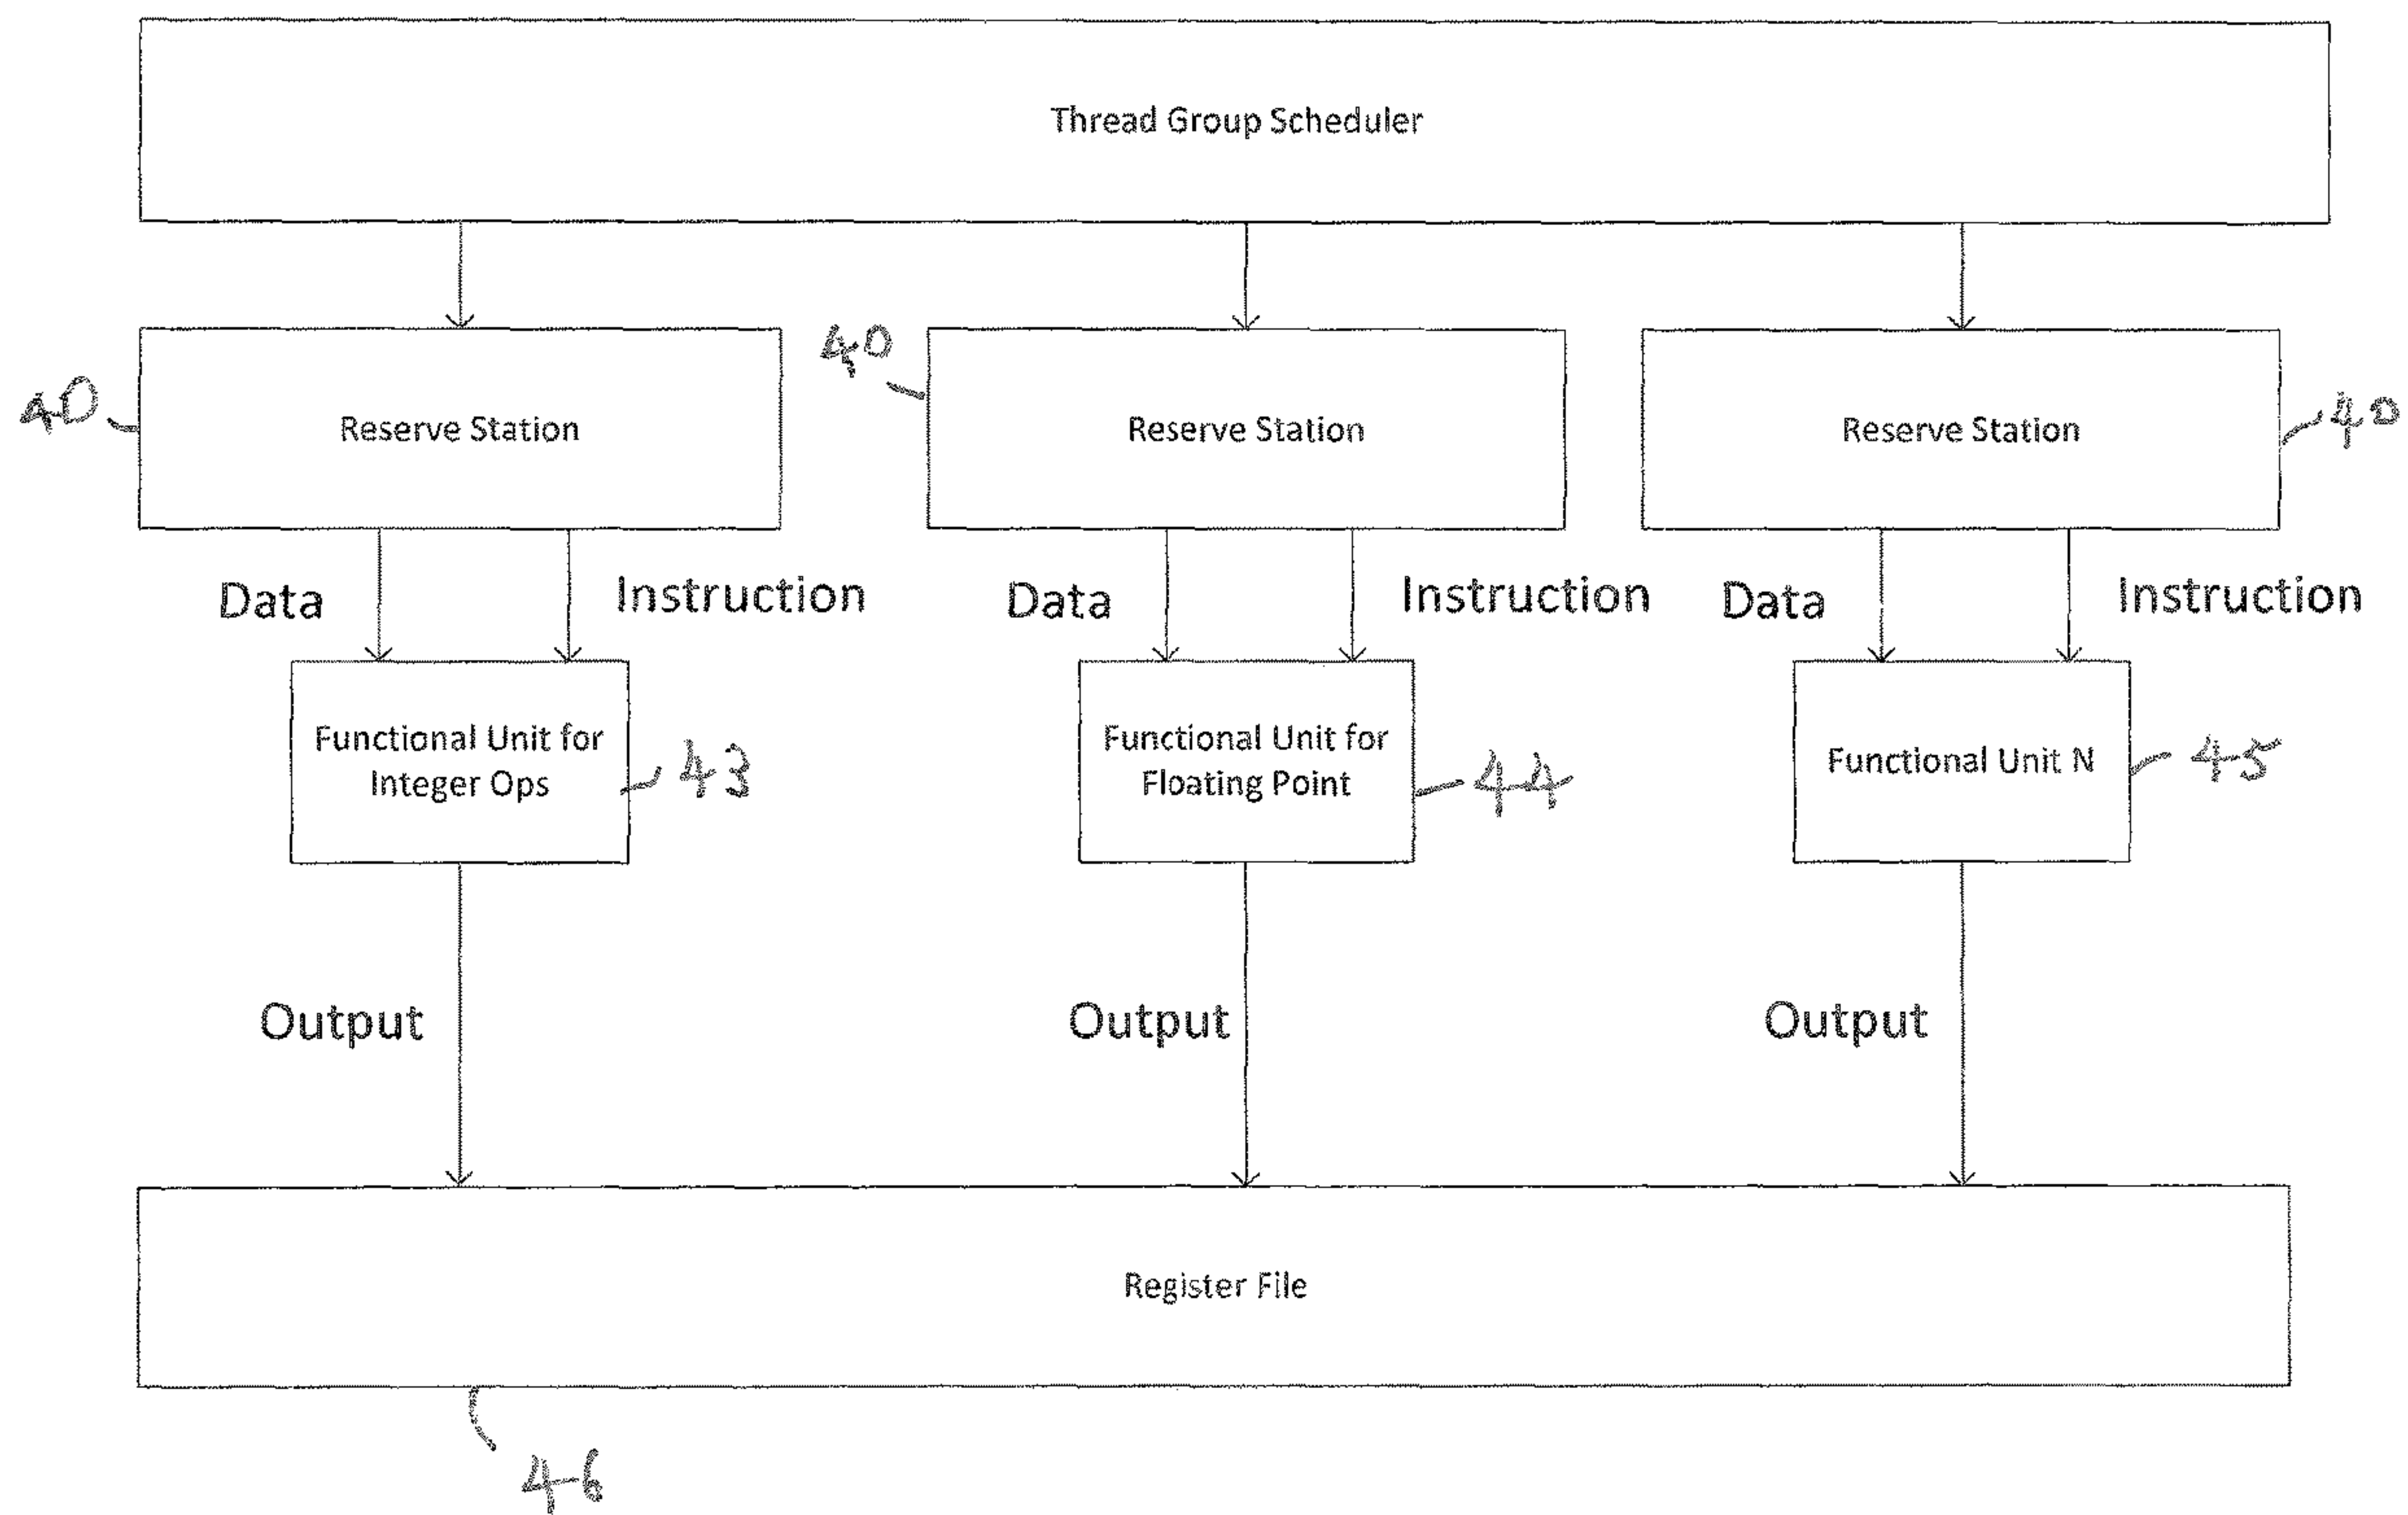 Thread Group Scheduler
40
Reserve Station
40
Reserve Station
Reserve Station
40
Data
Instruction
Data
Instruction
Data
Instruction
Functional Unit for
Integer Ops
43
Functional Unit for
Floating Point
44
Functional Unit N
45
Output
Output
Output
Register File
46